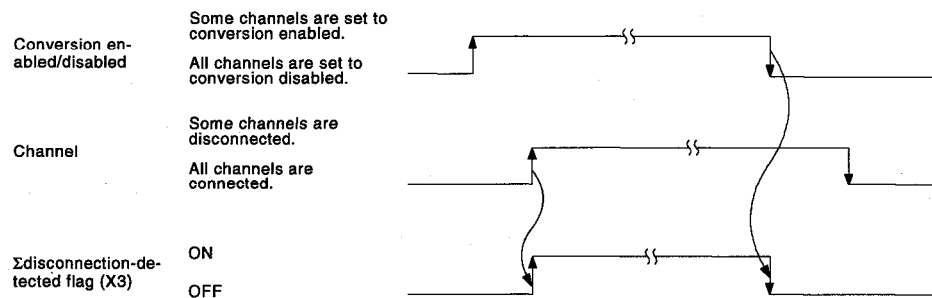 Conversion en-
abled/disabled
Some channels are set to
conversion enabled.
All channels are set to
conversion disabled.
Channel
Some channels are
disconnected.
All channels are
connected.
Σdisconnection-de-
tected flag (X3)
ON
OFF